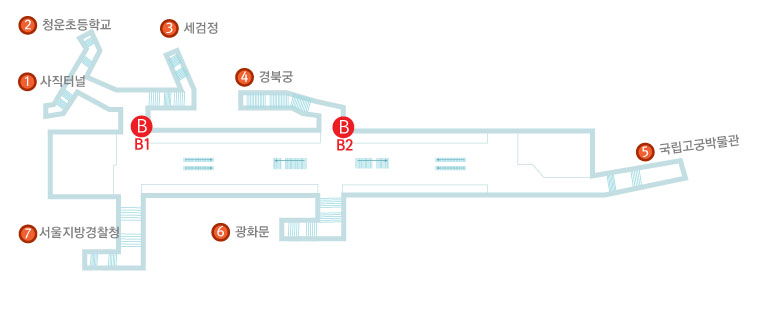 2 청운초등학교
3 세검정
1 사직터널
4 경복궁
B
B1
B
B2
5 국립고궁박물관
7 서울지방경찰청
6 광화문